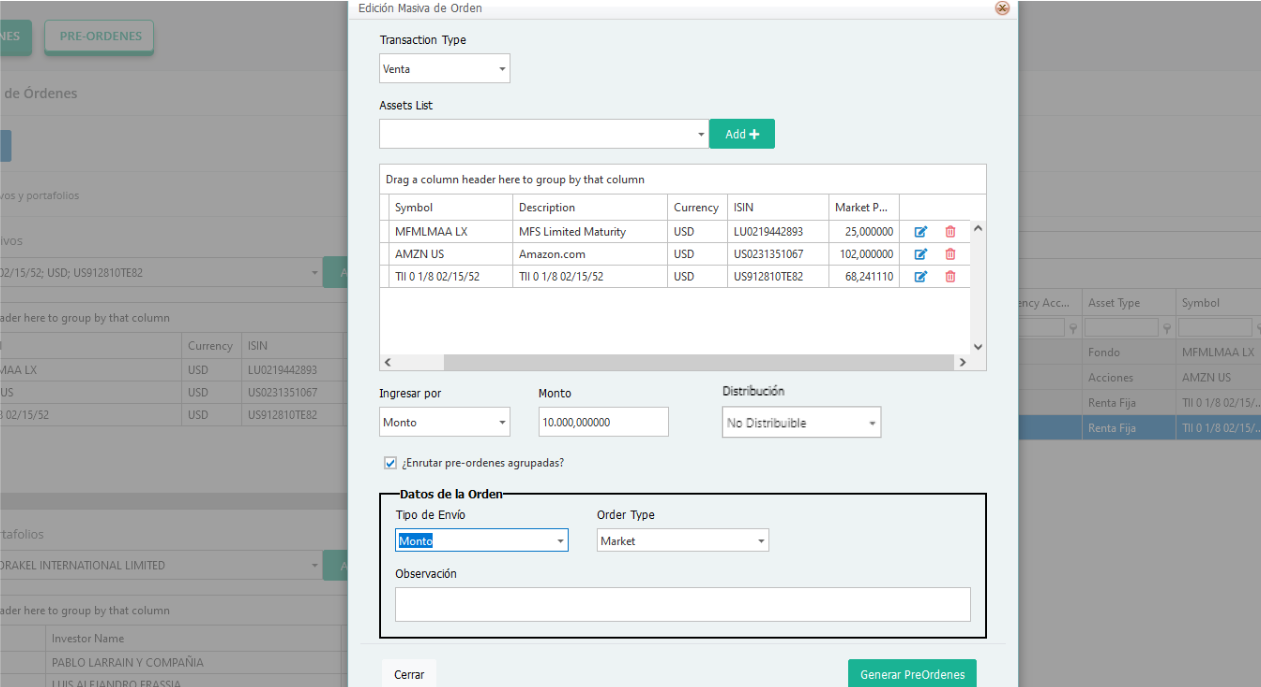 Edición Masiva de Orden
NES
PRE-ORDENES
de Órdenes
Transaction Type
Venta
Assets List
Add +
vos y portafolios
ivos
02/15/52; USD; US912810TE82
ader here to group by that column
Currency ISIN
MAA LX USD LU0219442893
US USD US0231351067
8 02/15/52 USD US912810TE82
Drag a column header here to group by that column
Symbol Description Currency ISIN Market P...
MFMLMAA LX MFS Limited Maturity USD LU0219442893 25,000000
AMZN US Amazon.com USD US0231351067 102,000000
TII 0 1/8 02/15/52 TII 0 1/8 02/15/52 USD US912810TE82 68,241110
ency Acc... Asset Type Symbol
Fondo MFMLMAA LX
Acciones AMZN US
Renta Fija TII 0 1/8 02/15/...
Renta Fija TII 0 1/8 02/15/...
Ingresar por Monto Distribución
Monto 10.000,000000 No Distribuible
¿Enrutar pre-ordenes agrupadas?
Datos de la Orden
Tipo de Envío Order Type
Monto Market
Observación
rtafolios
ORAKEL INTERNATIONAL LIMITED
ader here to group by that column
Investor Name
PABLO LARRAIN Y COMPAÑIA
LUIS ALEJANDRO FRASSIA
Cerrar Generar PreOrdenes